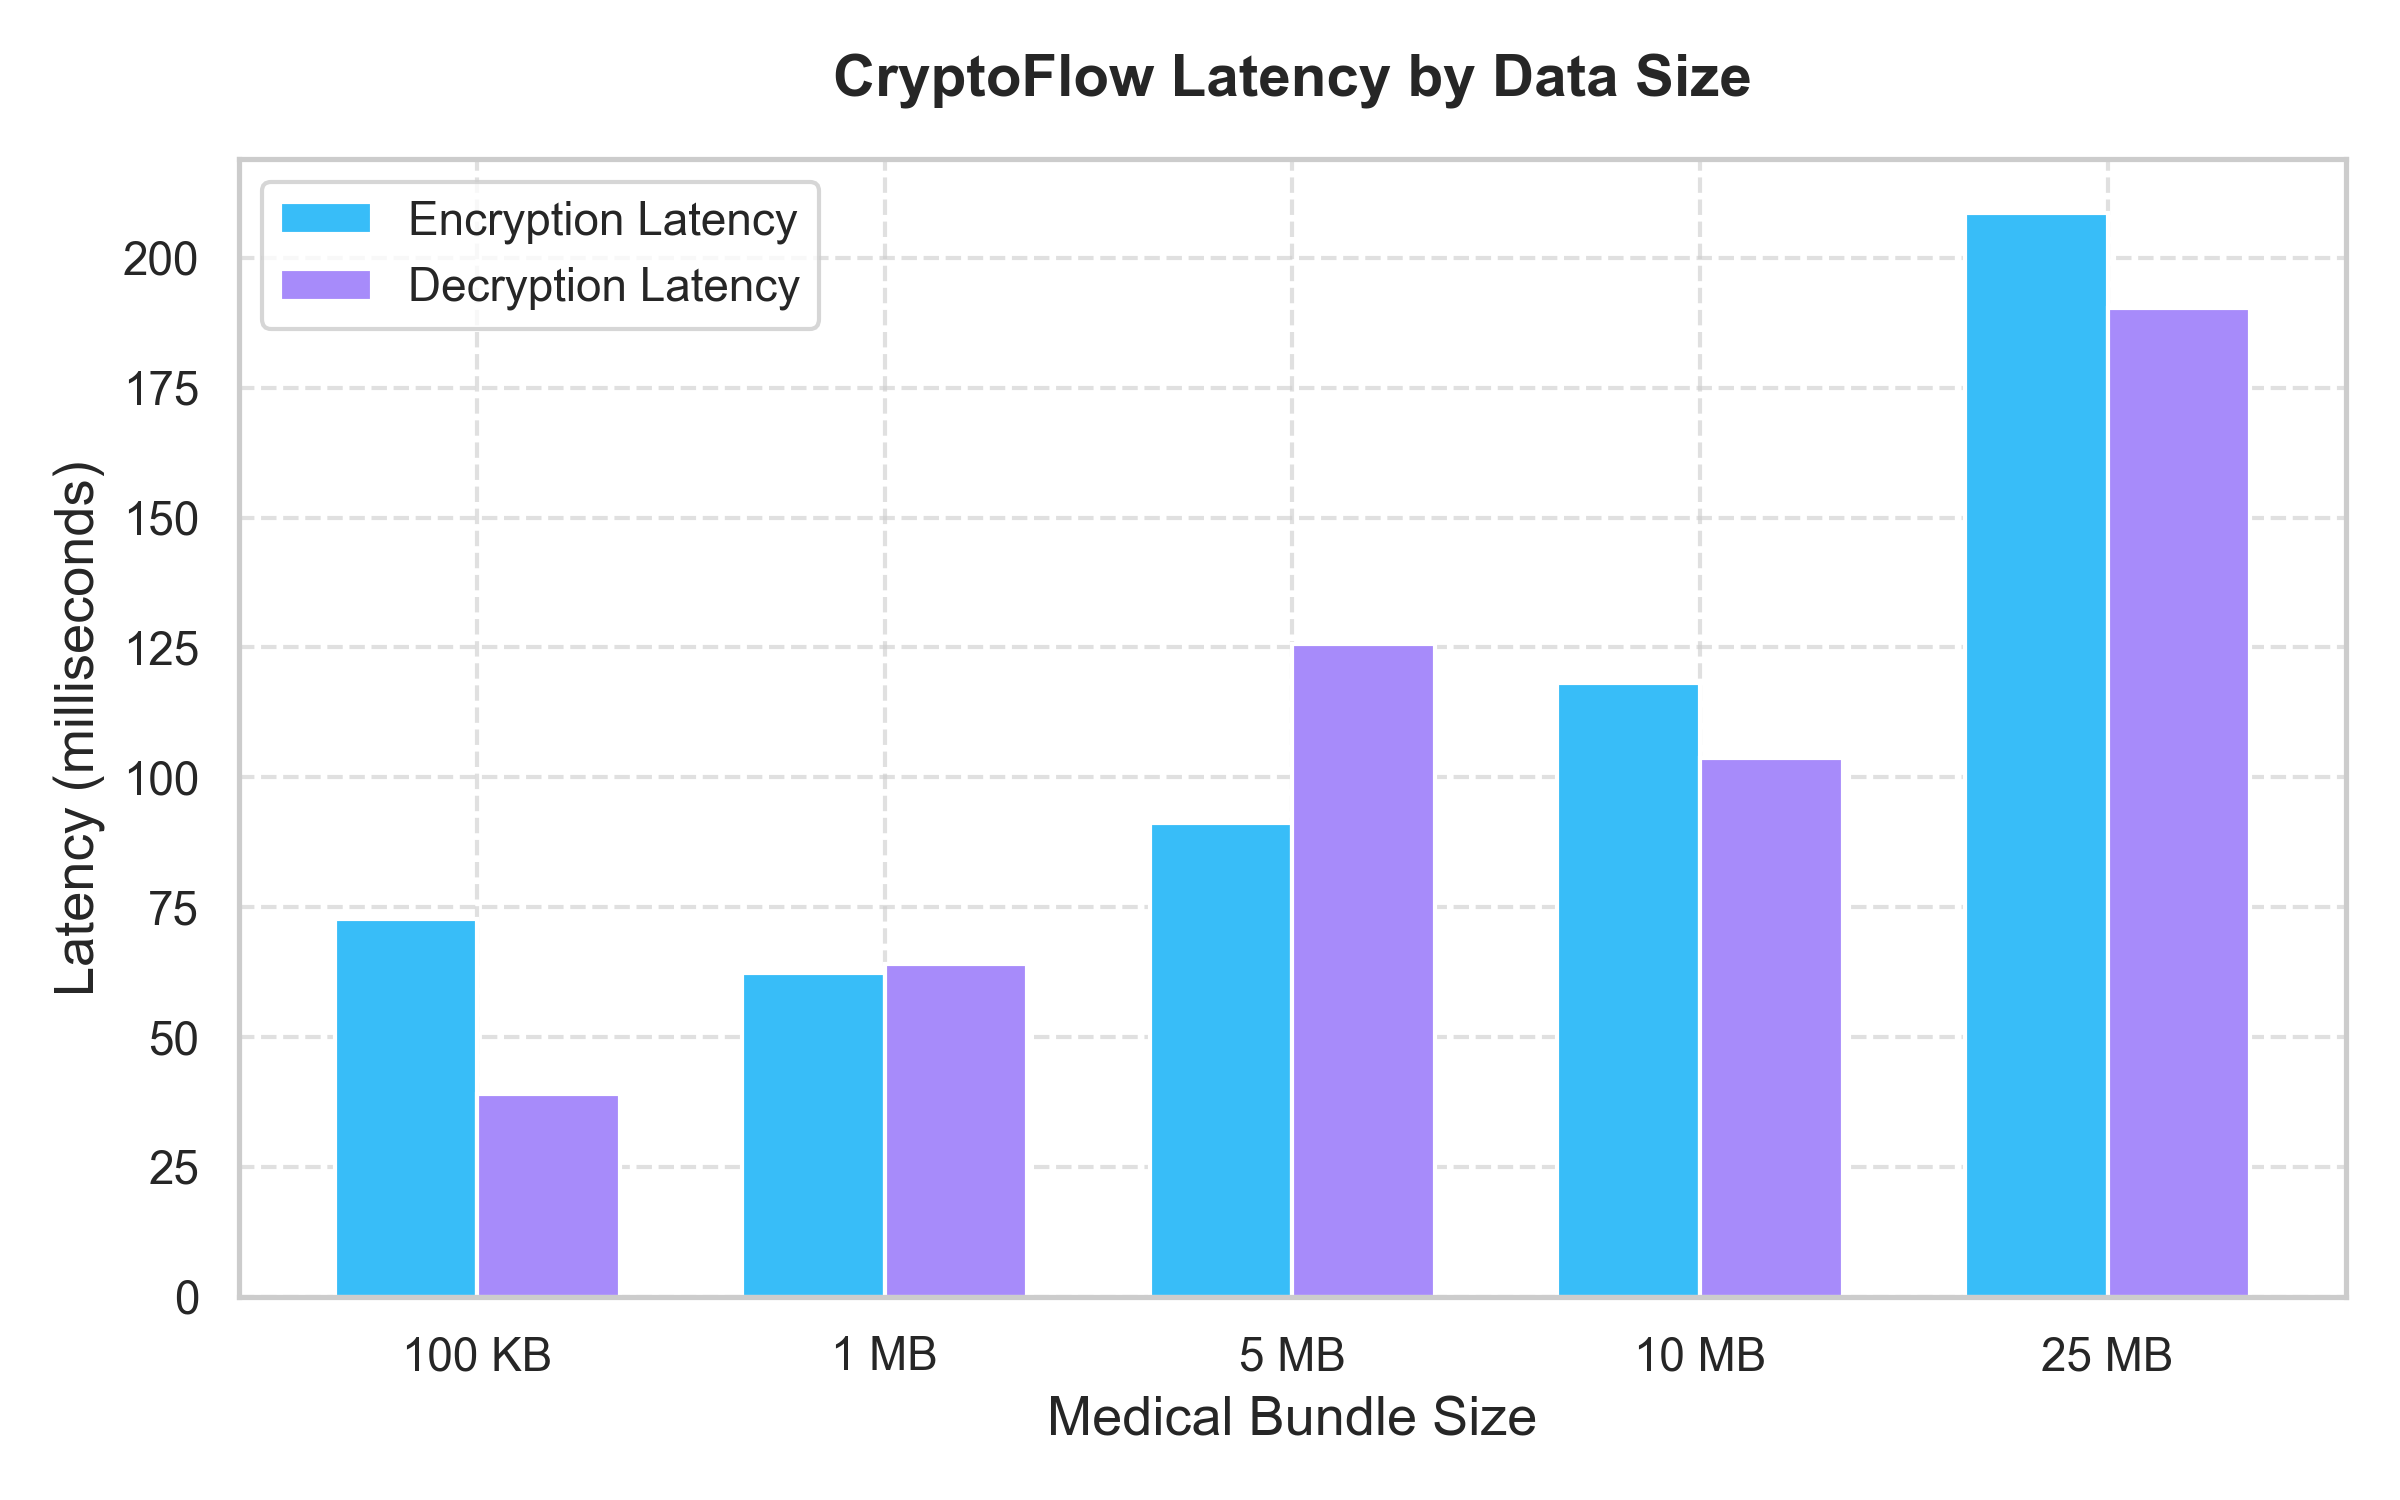 CryptoFlow Latency by Data Size
Encryption Latency
Decryption Latency
200
175
150
125
100
75
50
25
0
Latency (milliseconds)
100 KB
1 MB
5 MB
10 MB
25 MB
Medical Bundle Size